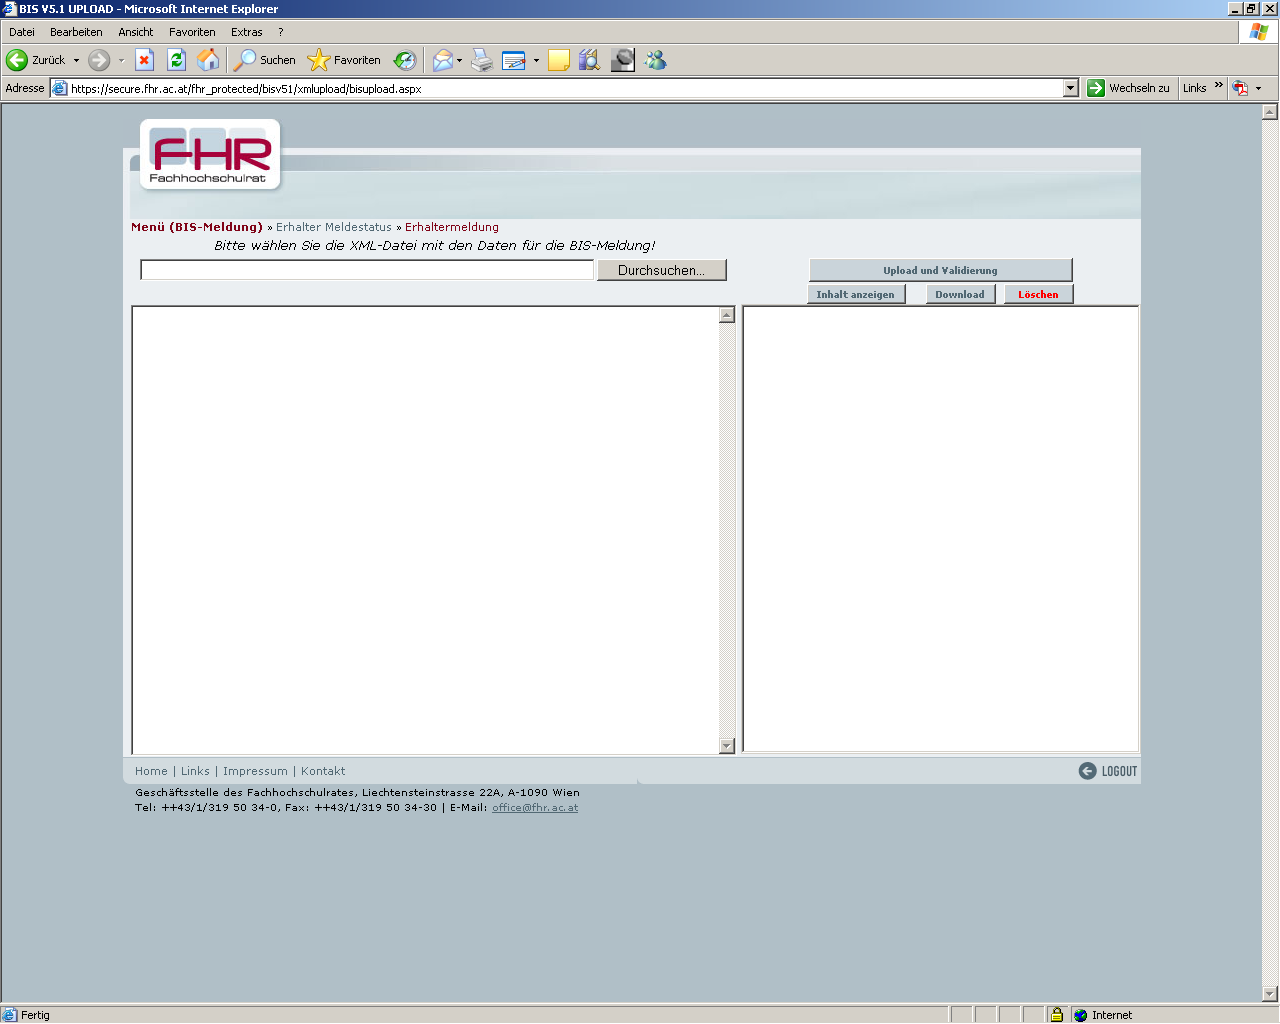 BIS V5.1 UPLOAD - Microsoft Internet Explorer
Datei Bearbeiten Ansicht Favoriten Extras ?
Zurück Suchen Favoriten
Adresse https://secure.fhr.ac.at/fhr_protected/bisv51/xmlupload/bisupload.aspx Wechseln zu Links »
FHR
Fachhochschulrat
Menü (BIS-Meldung) » Erhalter Meldestatus » Erhaltermeldung
Bitte wählen Sie die XML-Datei mit den Daten für die BIS-Meldung!
Durchsuchen... Upload und Validierung
Inhalt anzeigen Download Löschen
Home | Links | Impressum | Kontakt LOGOUT
Geschäftsstelle des Fachhochschulrates, Liechtensteinstrasse 22A, A-1090 Wien
Tel: ++43/1/319 50 34-0, Fax: ++43/1/319 50 34-30 | E-Mail: office@fhr.ac.at
Fertig Internet